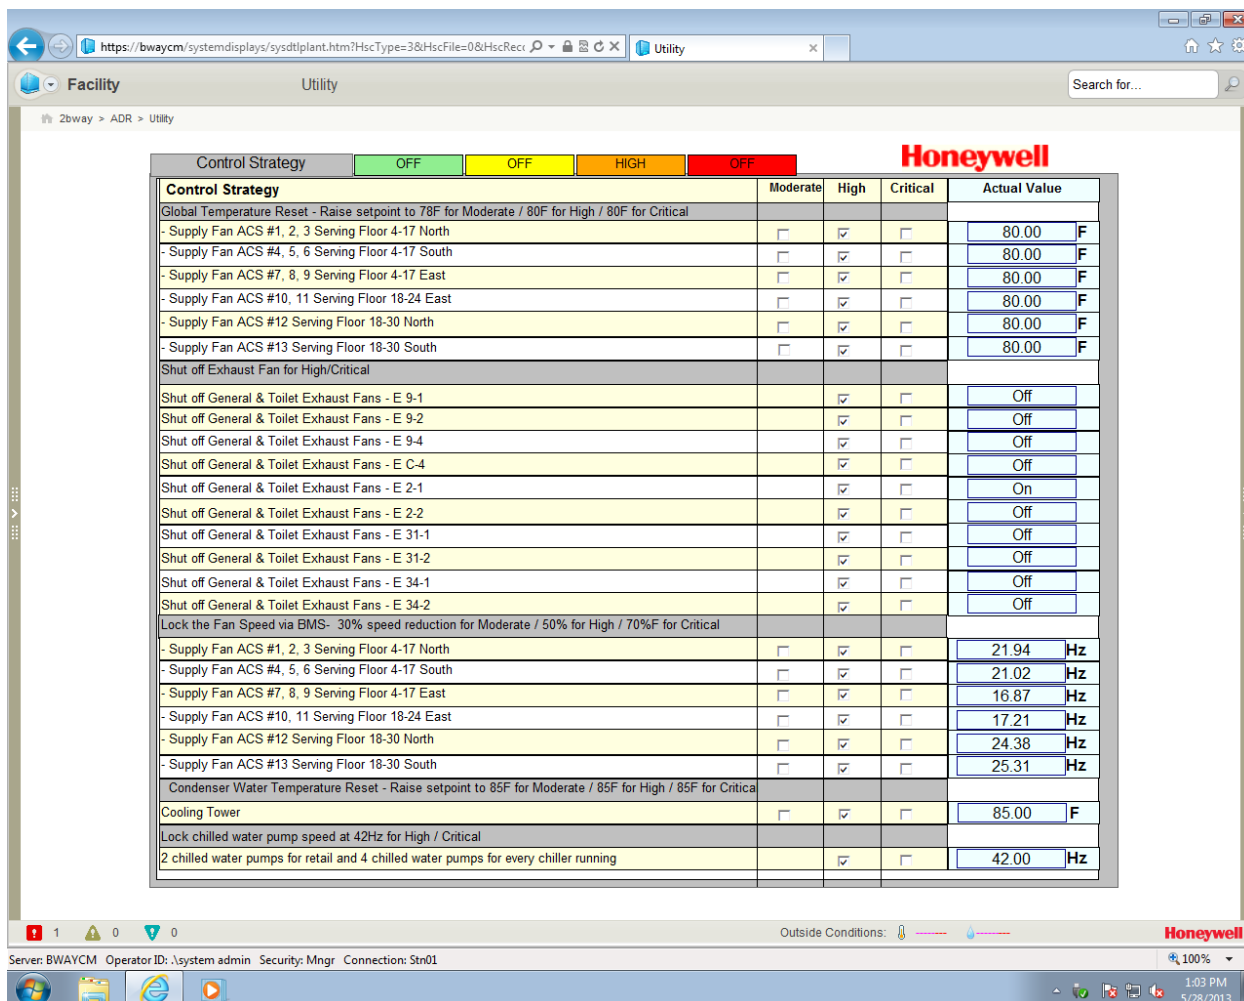 https://bwaycm/systemdisplays/sysdtlplant.htm?HscType=3&HscFile=0&HscRec
Utility
Facility
Utility
Search for...
2bway > ADR > Utility
Control Strategy OFF OFF HIGH OFF
Honeywell
Control Strategy Moderate High Critical Actual Value
Global Temperature Reset - Raise setpoint to 78F for Moderate / 80F for High / 80F for Critical
- Supply Fan ACS #1, 2, 3 Serving Floor 4-17 North 80.00 F
- Supply Fan ACS #4, 5, 6 Serving Floor 4-17 South 80.00 F
- Supply Fan ACS #7, 8, 9 Serving Floor 4-17 East 80.00 F
- Supply Fan ACS #10, 11 Serving Floor 18-24 East 80.00 F
- Supply Fan ACS #12 Serving Floor 18-30 North 80.00 F
- Supply Fan ACS #13 Serving Floor 18-30 South 80.00 F
Shut off Exhaust Fan for High/Critical
Shut off General & Toilet Exhaust Fans - E 9-1 Off
Shut off General & Toilet Exhaust Fans - E 9-2 Off
Shut off General & Toilet Exhaust Fans - E 9-4 Off
Shut off General & Toilet Exhaust Fans - E C-4 Off
Shut off General & Toilet Exhaust Fans - E 2-1 On
Shut off General & Toilet Exhaust Fans - E 2-2 Off
Shut off General & Toilet Exhaust Fans - E 31-1 Off
Shut off General & Toilet Exhaust Fans - E 31-2 Off
Shut off General & Toilet Exhaust Fans - E 34-1 Off
Shut off General & Toilet Exhaust Fans - E 34-2 Off
Lock the Fan Speed via BMS- 30% speed reduction for Moderate / 50% for High / 70%F for Critical
- Supply Fan ACS #1, 2, 3 Serving Floor 4-17 North 21.94 Hz
- Supply Fan ACS #4, 5, 6 Serving Floor 4-17 South 21.02 Hz
- Supply Fan ACS #7, 8, 9 Serving Floor 4-17 East 16.87 Hz
- Supply Fan ACS #10, 11 Serving Floor 18-24 East 17.21 Hz
- Supply Fan ACS #12 Serving Floor 18-30 North 24.38 Hz
- Supply Fan ACS #13 Serving Floor 18-30 South 25.31 Hz
Condenser Water Temperature Reset - Raise setpoint to 85F for Moderate / 85F for High / 85F for Critica
Cooling Tower 85.00 F
Lock chilled water pump speed at 42Hz for High / Critical
2 chilled water pumps for retail and 4 chilled water pumps for every chiller running 42.00 Hz
1 0 0 Outside Conditions: -------- --------- Honeywell
Server: BWAYCM Operator ID: .\system admin Security: Mngr Connection: Stn01 100%
1:03 PM
5/28/2013